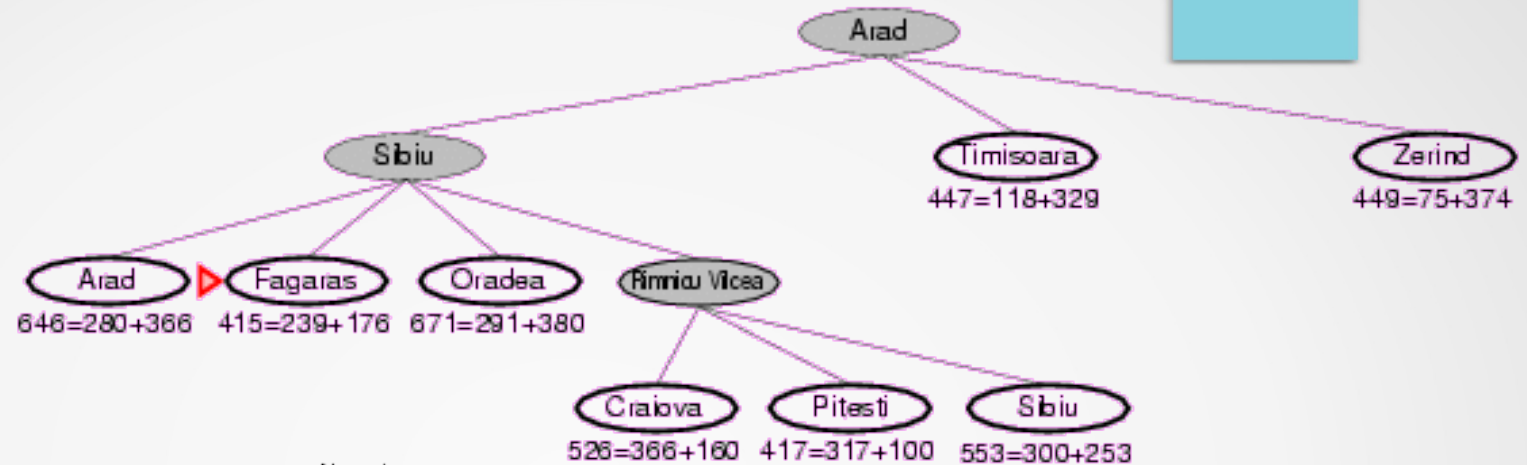 Arad
Sibiu
Timisoara
Zerind
447=118+329
449=75+374
Arad
Fagaras
Oradea
Rimnicu Vilcea
646=280+366
415=239+176
671=291+380
Craiova
Pitesti
Sibiu
526=366+160
417=317+100
553=300+253